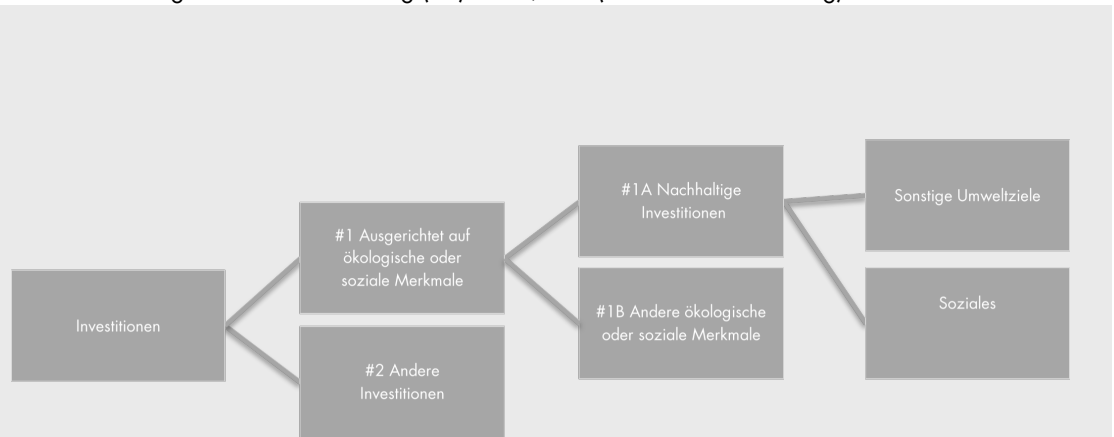 Investitionen
#1 Ausgerichtet auf
ökologische oder
soziale Merkmale
#2 Andere
Investitionen
#1A Nachhaltige
Investitionen
#1B Andere ökologische
oder soziale Merkmale
Sonstige Umweltziele
Soziales